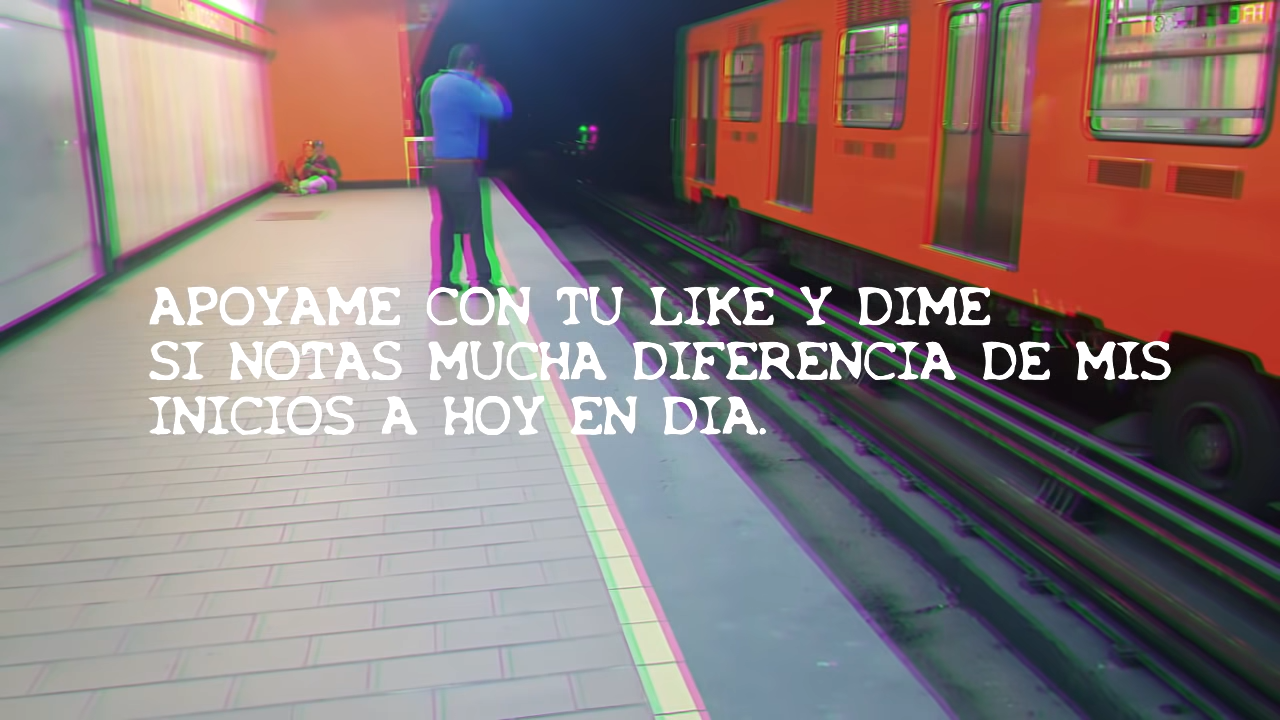 APOYAME CON TU LIKE Y DIME
SI NOTAS MUCHA DIFERENCIA DE MIS
INICIOS A HOY EN DIA.